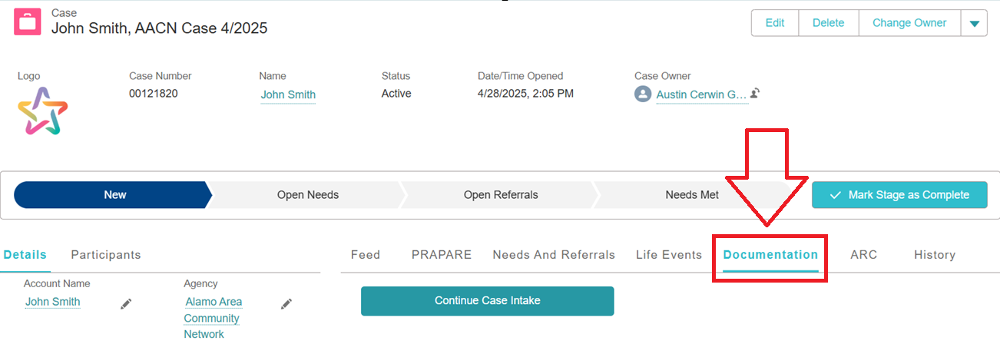 Case
John Smith, AACN Case 4/2025
Edit Delete Change Owner
Logo Case Number Name Status Date/Time Opened Case Owner
00121820 John Smith Active 4/28/2025, 2:05 PM Austin Cerwin G...
New Open Needs Open Referrals Needs Met Mark Stage as Complete
Details Participants Feed PRAPARE Needs And Referrals Life Events Documentation ARC History
Account Name Agency
John Smith Alamo Area
Community
Network
Continue Case Intake